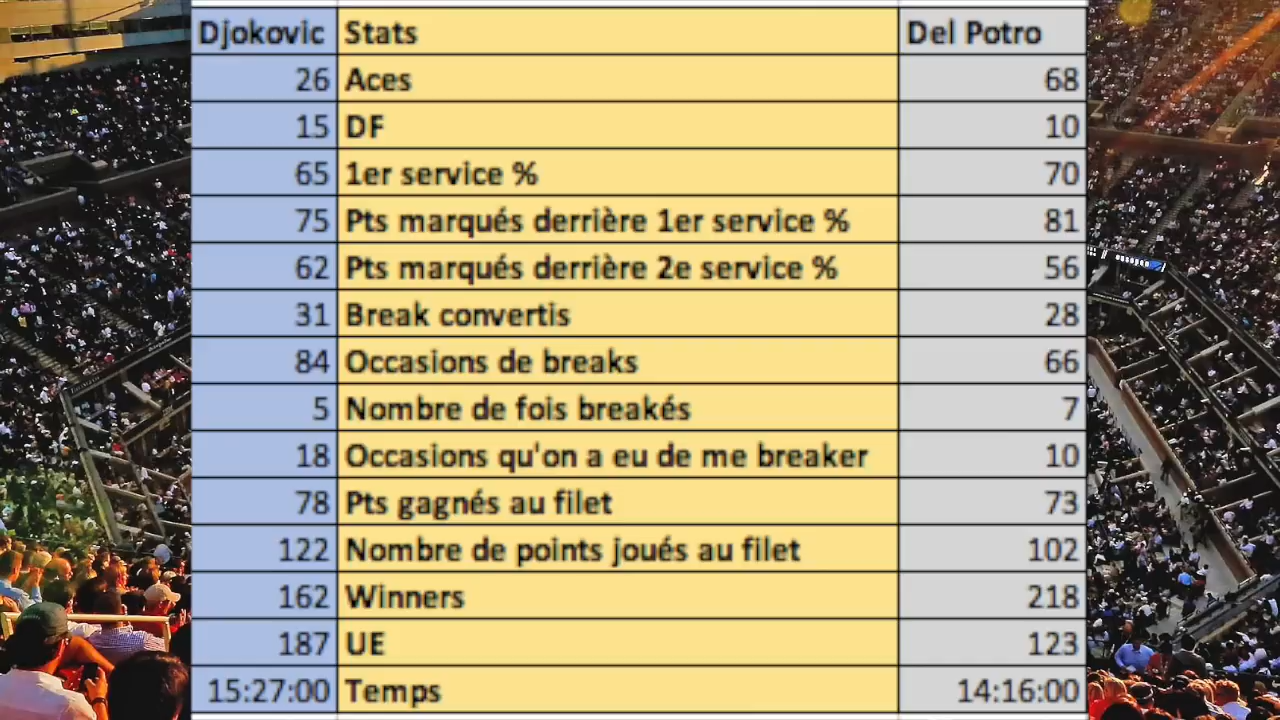 Djokovic Stats Del Potro
26 Aces 68
15 DF 10
65 1er service % 70
75 Pts marqués derrière 1er service % 81
62 Pts marqués derrière 2e service % 56
31 Break convertis 28
84 Occasions de breaks 66
5 Nombre de fois breakés 7
18 Occasions qu'on a eu de me breaker 10
78 Pts gagnés au filet 73
122 Nombre de points joués au filet 102
162 Winners 218
187 UE 123
15:27:00 Temps 14:16:00